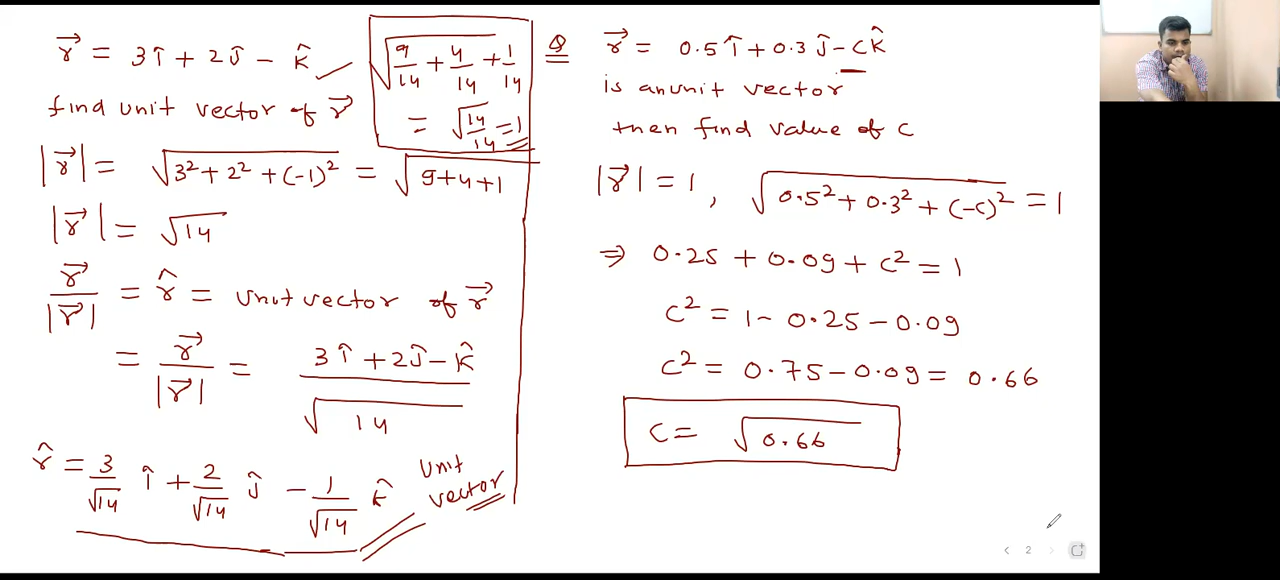 r⃗ = 3î + 2ĵ − k̂ ✓
find unit vector of r⃗
|r⃗| = √(3² + 2² + (−1)²) = √(9+4+1)
|r⃗| = √14
r⃗/|r⃗| = r̂ = unit vector of r⃗
= r⃗/|r⃗| = (3î + 2ĵ − k̂)/√14
r̂ = 3/√14 î + 2/√14 ĵ − 1/√14 k̂
unit
vector
√(9/14 + 4/14 + 1/14)
= √(14/14) = 1
Q r⃗ = 0.5î + 0.3ĵ − ck̂
is an unit vector
then find value of c
|r⃗| = 1, √(0.5² + 0.3² + (−c)²) = 1
⇒ 0.25 + 0.09 + c² = 1
c² = 1 − 0.25 − 0.09
c² = 0.75 − 0.09 = 0.66
c = √0.66
< 2 >